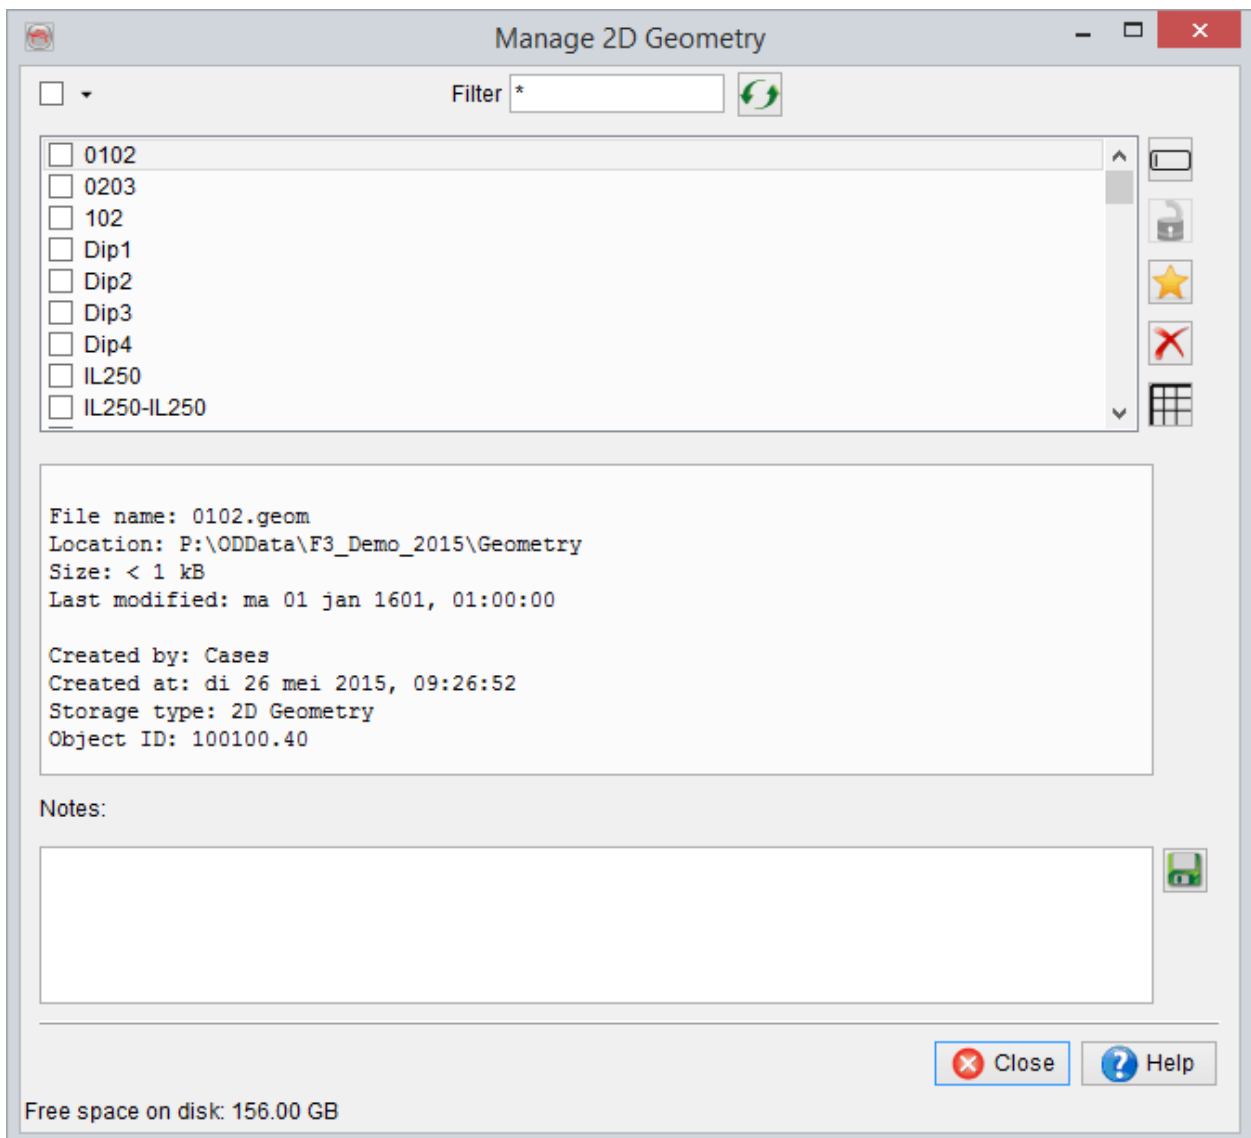 Manage 2D Geometry
Filter *
0102
0203
102
Dip1
Dip2
Dip3
Dip4
IL250
IL250-IL250
File name: 0102.geom
Location: P:\ODData\F3_Demo_2015\Geometry
Size: < 1 kB
Last modified: ma 01 jan 1601, 01:00:00
Created by: Cases
Created at: di 26 mei 2015, 09:26:52
Storage type: 2D Geometry
Object ID: 100100.40
Notes:
Close Help
Free space on disk: 156.00 GB